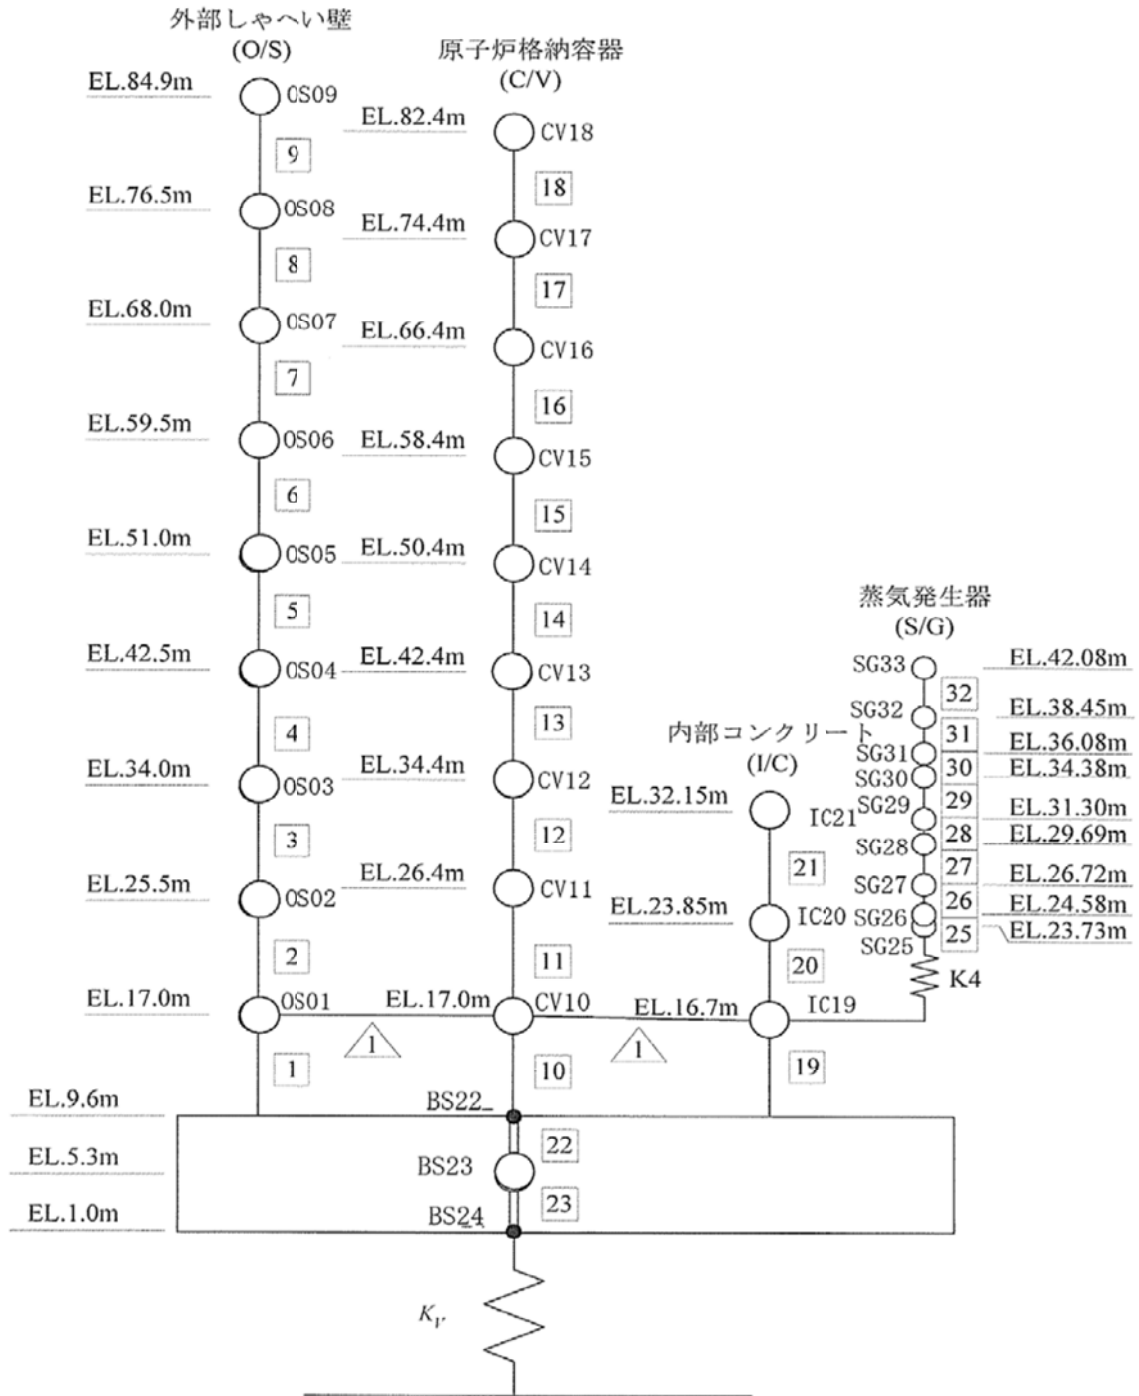 外部しゃへい壁
(O/S)
原子炉格納容器
(C/V)
EL.84.9m
OS09
EL.82.4m
CV18
9
18
EL.76.5m
OS08
EL.74.4m
CV17
8
17
EL.68.0m
OS07
EL.66.4m
CV16
7
16
EL.59.5m
OS06
EL.58.4m
CV15
6
15
EL.51.0m
OS05
EL.50.4m
CV14
5
14
蒸気発生器
(S/G)
EL.42.5m
OS04
EL.42.4m
CV13
SG33
EL.42.08m
32
4
13
内部コンクリート
(I/C)
SG32
EL.38.45m
31
SG31
EL.36.08m
30
EL.34.0m
OS03
EL.34.4m
CV12
SG30
EL.34.38m
29
EL.32.15m
IC21
SG29
EL.31.30m
28
3
12
SG28
EL.29.69m
27
21
EL.25.5m
OS02
EL.26.4m
CV11
SG27
EL.26.72m
26
EL.23.85m
IC20
SG26
EL.24.58m
25
SG25
EL.23.73m
2
11
20
K4
EL.17.0m
OS01
EL.17.0m
CV10
EL.16.7m
IC19
1
1
1
10
19
EL.9.6m
BS22
22
EL.5.3m
BS23
23
EL.1.0m
BS24
KV